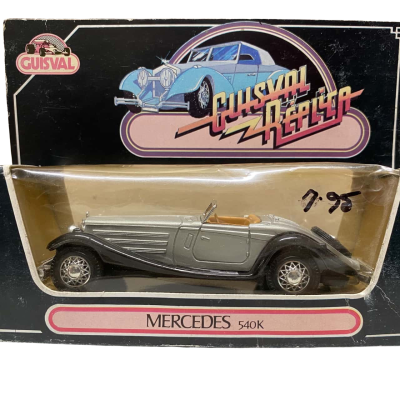 GUISVAL
GUISVAL
REPLICA
7.95
MERCEDES 540K